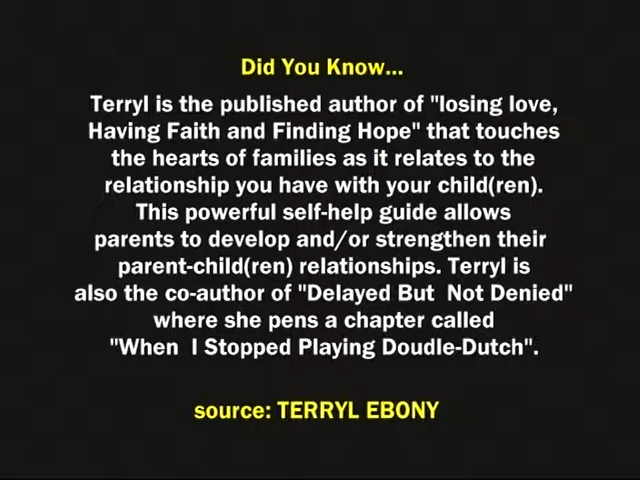 Did You Know...
Terryl is the published author of "losing love,
Having Faith and Finding Hope" that touches
the hearts of families as it relates to the
relationship you have with your child(ren).
This powerful self-help guide allows
parents to develop and/or strengthen their
parent-child(ren) relationships. Terryl is
also the co-author of "Delayed But Not Denied"
where she pens a chapter called
"When I Stopped Playing Doudle-Dutch".
source: TERRYL EBONY